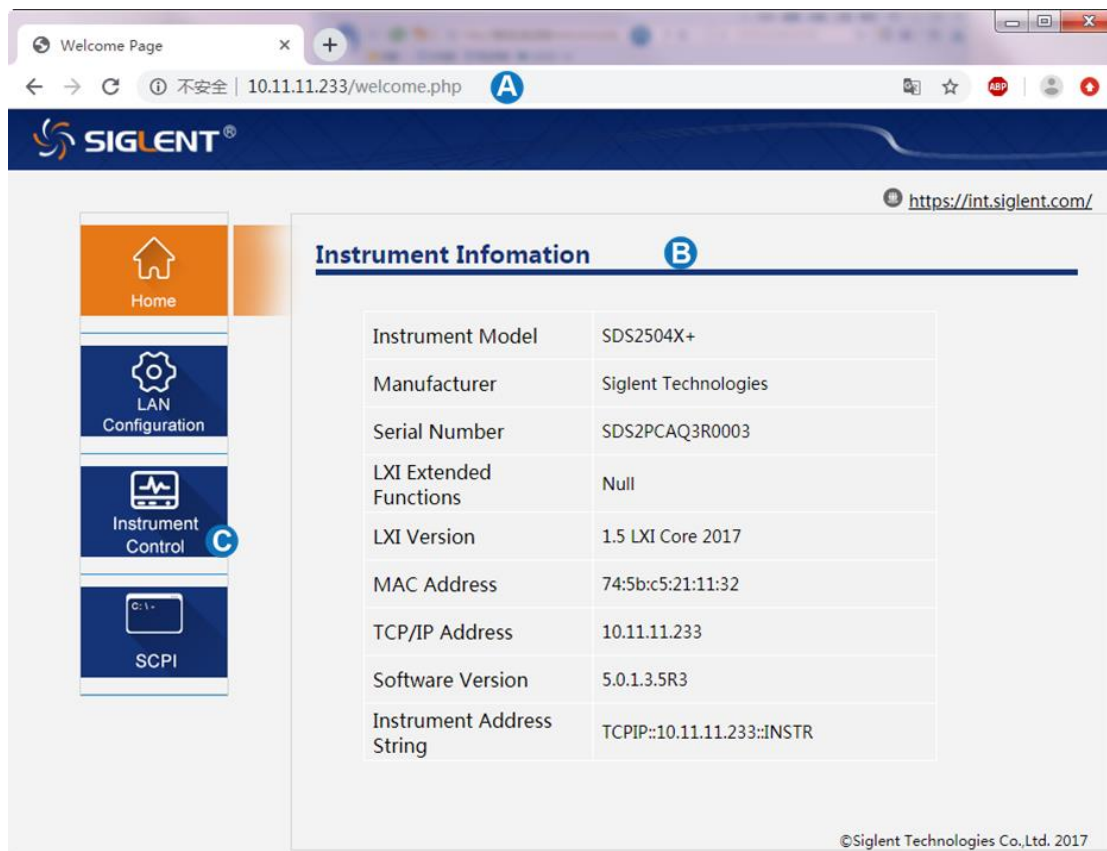 Welcome Page
不安全 | 10.11.11.233/welcome.php
A
ABP
SIGLENT®
https://int.siglent.com/
Home
LAN
Configuration
Instrument
Control
C
C:\-
SCPI
Instrument Infomation
B
Instrument Model SDS2504X+
Manufacturer Siglent Technologies
Serial Number SDS2PCAQ3R0003
LXI Extended
Functions Null
LXI Version 1.5 LXI Core 2017
MAC Address 74:5b:c5:21:11:32
TCP/IP Address 10.11.11.233
Software Version 5.0.1.3.5R3
Instrument Address
String TCPIP::10.11.11.233::INSTR
©Siglent Technologies Co.,Ltd. 2017